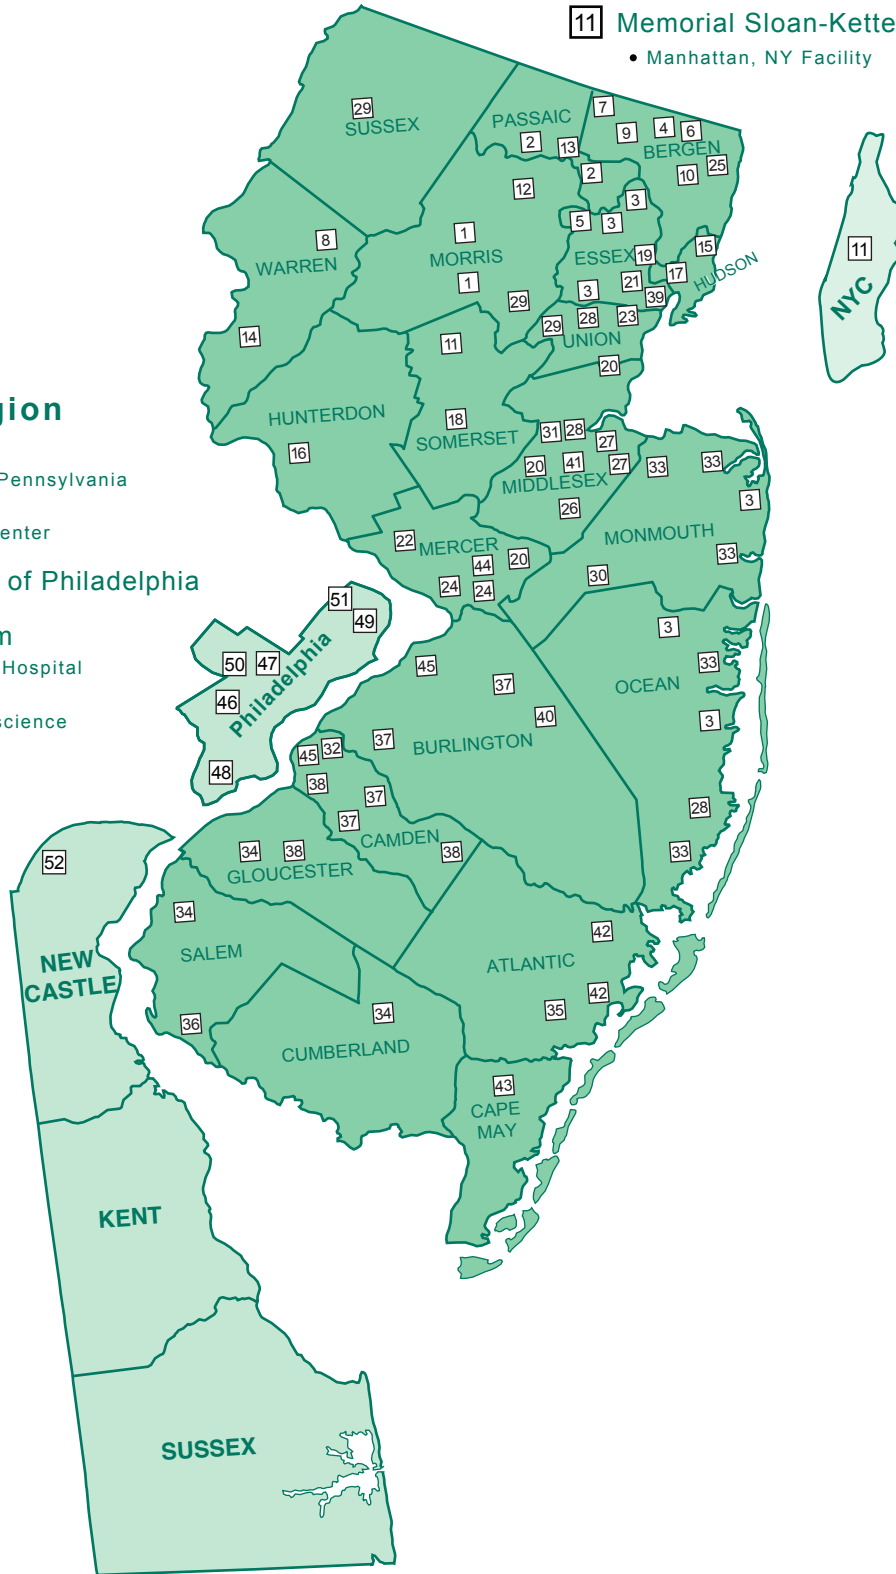 11 Memorial Sloan-Kette
• Manhattan, NY Facility
29
SUSSEX
PASSAIC
2
13
7
9
4
6
BERGEN
10
25
2
12
3
5
3
1
MORRIS
1
29
ESSEX
19
3
21
39
15
17
HUDSON
11
NYC
8
WARREN
14
29
28
23
UNION
20
11
gion
HUNTERDON
16
18
SOMERSET
31
28
27
20
41
27
MIDDLESEX
26
33
33
3
MONMOUTH
33
30
Pennsylvania
enter
of Philadelphia
m
Hospital
science
22
MERCER
44
20
24
24
51
49
50
47
Philadelphia
46
48
45
37
40
BURLINGTON
37
3
33
OCEAN
3
28
33
45
32
38
37
37
CAMDEN
38
34
38
GLOUCESTER
52
NEW
CASTLE
34
SALEM
36
42
ATLANTIC
42
35
34
CUMBERLAND
43
CAPE
MAY
KENT
SUSSEX